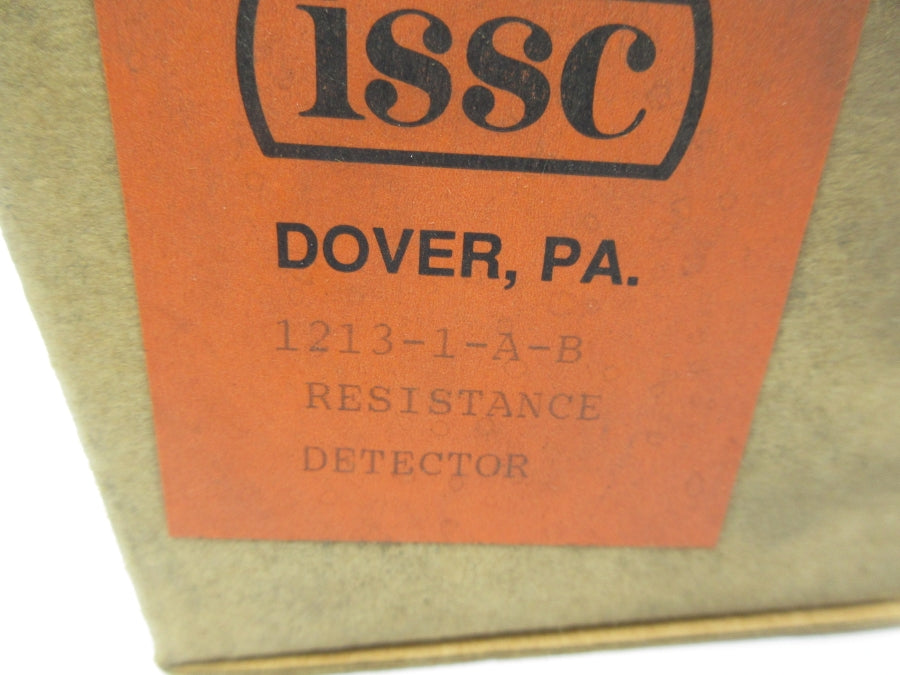 issc
DOVER, PA.
1213-1-A-B
RESISTANCE
DETECTOR